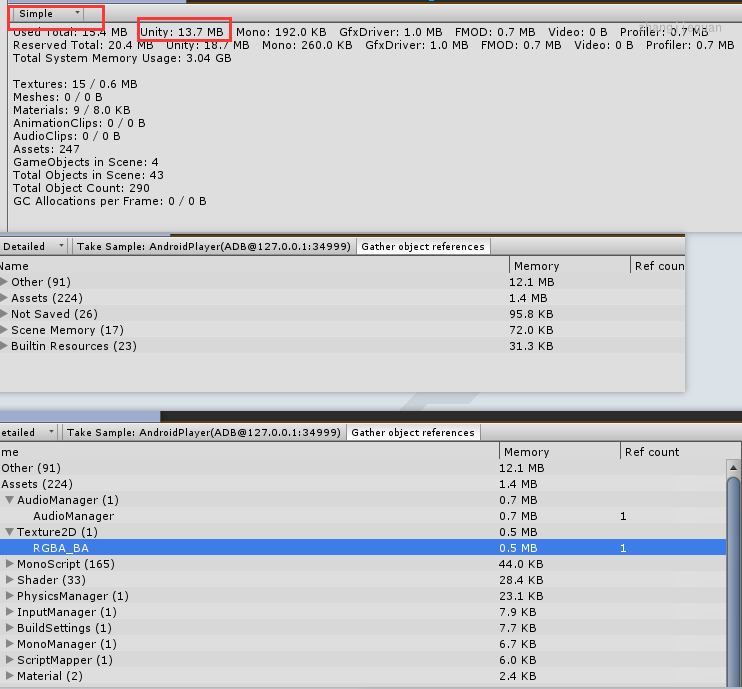 Simple
Used Total: 15.4 MB Unity: 13.7 MB Mono: 192.0 KB GfxDriver: 1.0 MB FMOD: 0.7 MB Video: 0 B Profiler: 0.7 MB
Reserved Total: 20.4 MB Unity: 18.7 MB Mono: 260.0 KB GfxDriver: 1.0 MB FMOD: 0.7 MB Video: 0 B Profiler: 0.7 MB
Total System Memory Usage: 3.04 GB
Textures: 15 / 0.6 MB
Meshes: 0 / 0 B
Materials: 9 / 8.0 KB
AnimationClips: 0 / 0 B
AudioClips: 0 / 0 B
Assets: 247
GameObjects in Scene: 4
Total Objects in Scene: 43
Total Object Count: 290
GC Allocations per Frame: 0 / 0 B
Detailed Take Sample: AndroidPlayer(ADB@127.0.0.1:34999) Gather object references
Name Memory Ref coun
Other (91) 12.1 MB
Assets (224) 1.4 MB
Not Saved (26) 95.8 KB
Scene Memory (17) 72.0 KB
Builtin Resources (23) 31.3 KB
etailed Take Sample: AndroidPlayer(ADB@127.0.0.1:34999) Gather object references
me Memory Ref count
Other (91) 12.1 MB
Assets (224) 1.4 MB
AudioManager (1) 0.7 MB
AudioManager 0.7 MB 1
Texture2D (1) 0.5 MB
RGBA_BA 0.5 MB 1
MonoScript (165) 44.0 KB
Shader (33) 28.4 KB
PhysicsManager (1) 23.1 KB
InputManager (1) 7.9 KB
BuildSettings (1) 7.7 KB
MonoManager (1) 6.7 KB
ScriptMapper (1) 6.0 KB
Material (2) 2.4 KB